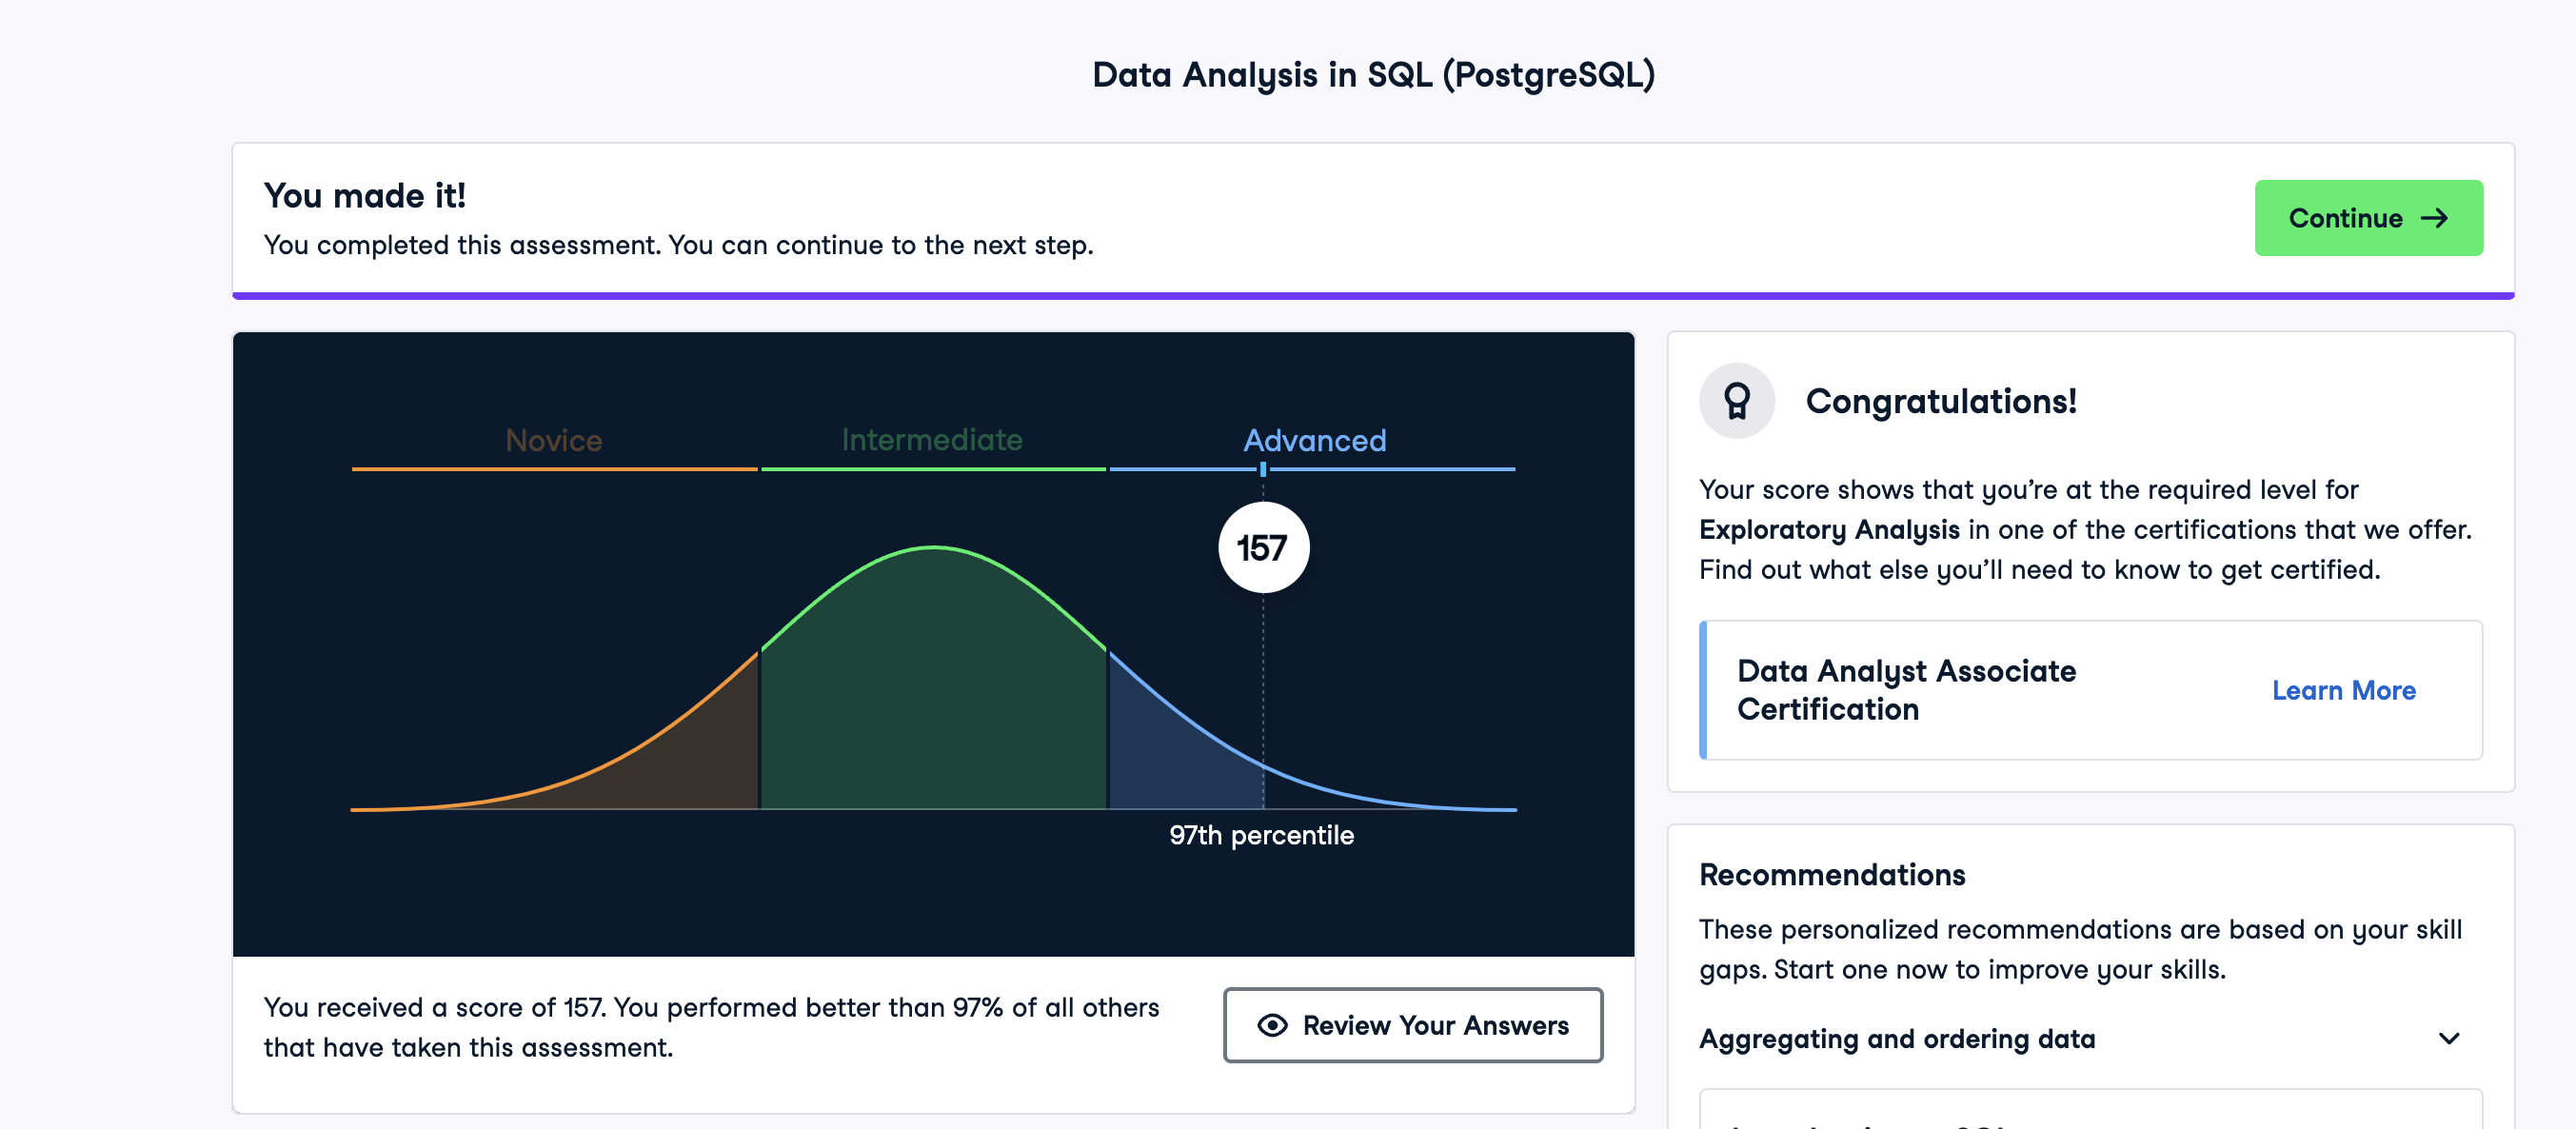 Data Analysis in SQL (PostgreSQL)
You made it!
You completed this assessment. You can continue to the next step.
Continue
Novice
Intermediate
Advanced
157
97th percentile
You received a score of 157. You performed better than 97% of all others
that have taken this assessment.
Review Your Answers
Congratulations!
Your score shows that you’re at the required level for
Exploratory Analysis in one of the certifications that we offer.
Find out what else you’ll need to know to get certified.
Data Analyst Associate
Certification
Learn More
Recommendations
These personalized recommendations are based on your skill
gaps. Start one now to improve your skills.
Aggregating and ordering data